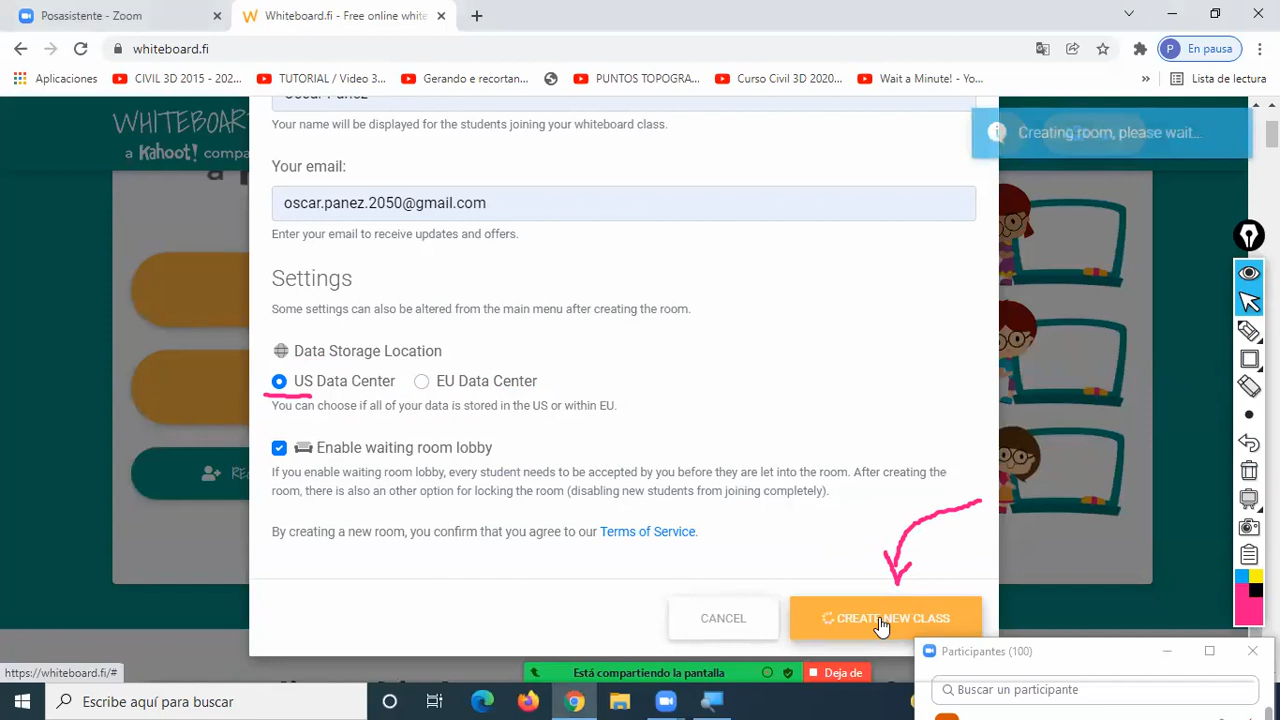 Posasistente - Zoom
Whiteboard.fi - Free online white
whiteboard.fi
P
En pausa
Aplicaciones
CIVIL 3D 2015 - 202...
TUTORIAL / Video 3...
Gerando e recortan...
PUNTOS TOPOGRA...
Curso Civil 3D 2020...
Wait a Minute! - Yo...
»
Lista de lectura
WHITEBOAR
a Kahoot! compa
Oscar Panez
Your name will be displayed for the students joining your whiteboard class.
Creating room, please wait...
Your email:
oscar.panez.2050@gmail.com
Enter your email to receive updates and offers.
Settings
Some settings can also be altered from the main menu after creating the room.
Data Storage Location
US Data Center
EU Data Center
You can choose if all of your data is stored in the US or within EU.
Enable waiting room lobby
If you enable waiting room lobby, every student needs to be accepted by you before they are let into the room. After creating the
room, there is also an other option for locking the room (disabling new students from joining completely).
By creating a new room, you confirm that you agree to our Terms of Service.
CANCEL
CREATE NEW CLASS
https://whiteboard.fi/#
Está compartiendo la pantalla
Deja de
Participantes (100)
Buscar un participante
Escribe aquí para buscar